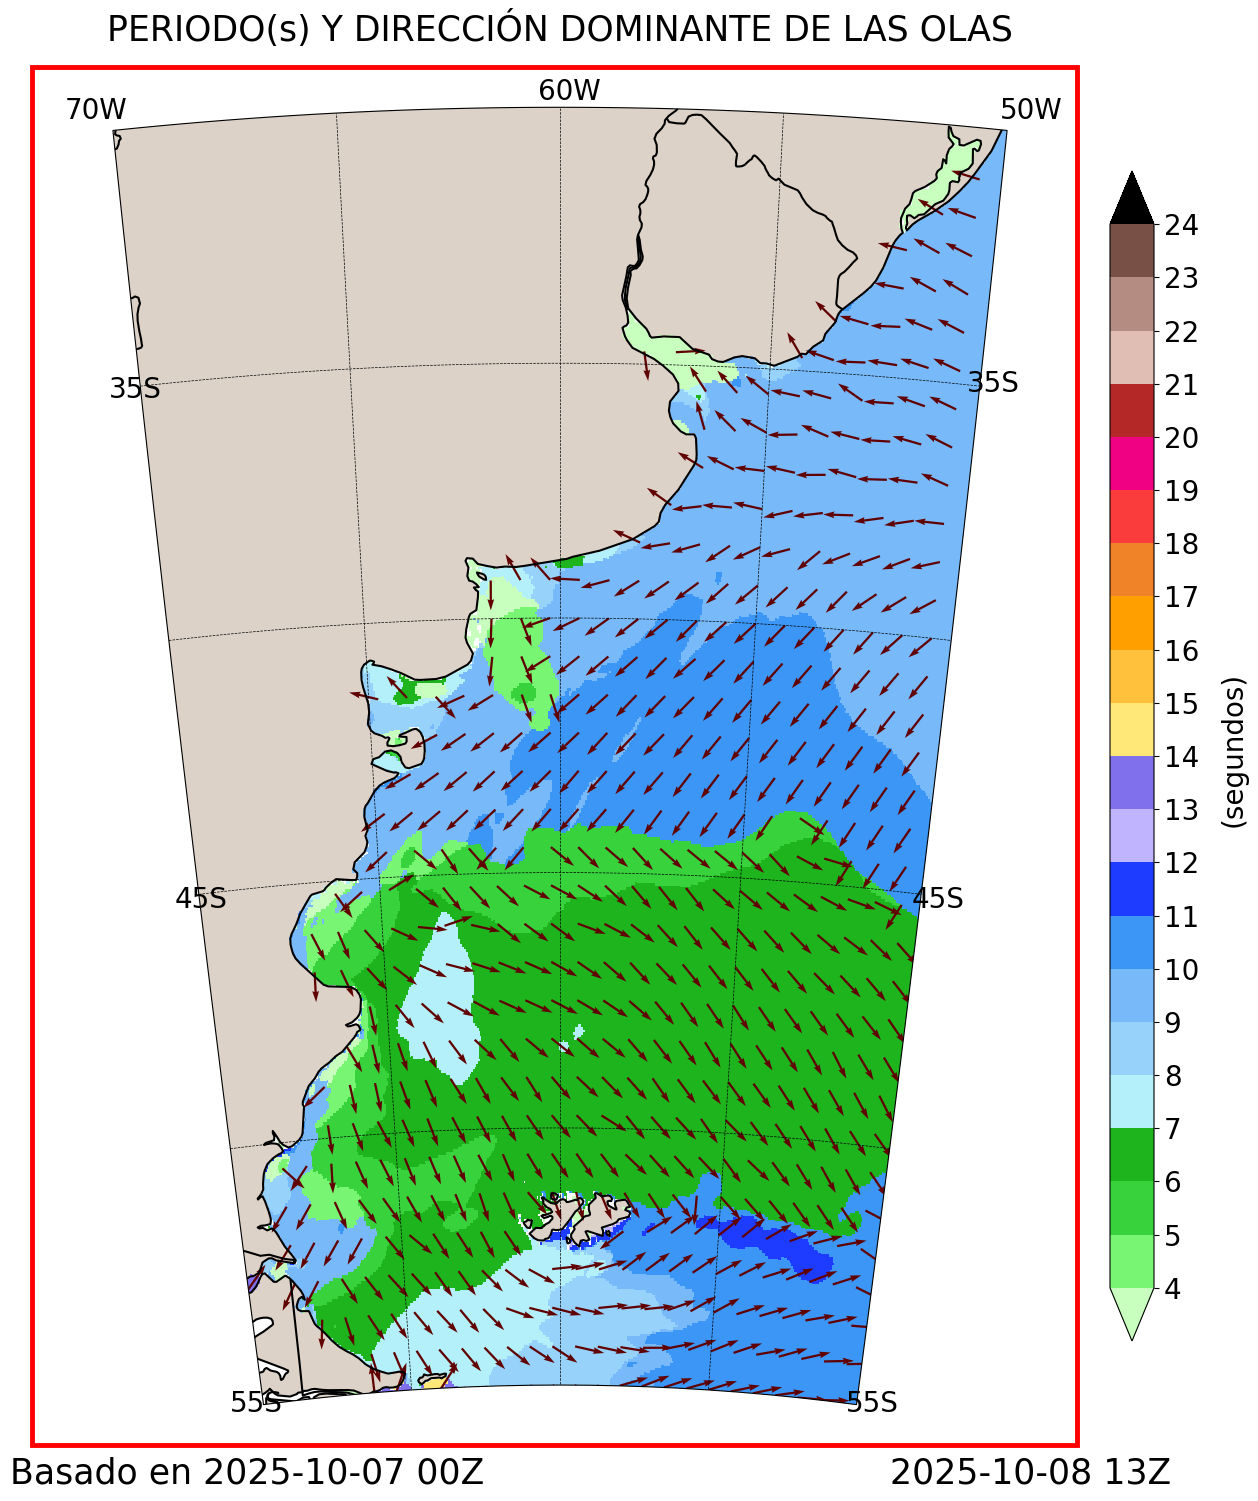 PERIODO(s) Y DIRECCIÓN DOMINANTE DE LAS OLAS
70W
60W
50W
35S
35S
45S
45S
55S
55S
24
23
22
21
20
19
18
17
16
15
14
13
12
11
10
9
8
7
6
5
4
(segundos)
Basado en 2025-10-07 00Z
2025-10-08 13Z